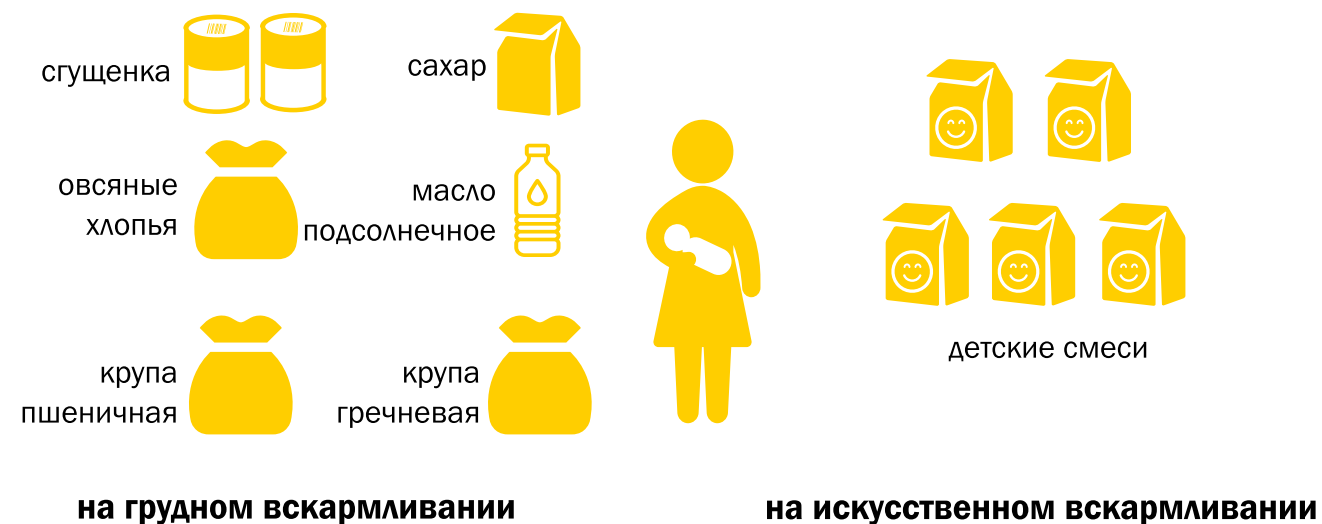 сгущенка
сахар
овсяные
хлопья
масло
подсолнечное
крупа
пшеничная
крупа
гречневая
детские смеси
на грудном вскармливании
на искусственном вскармливании